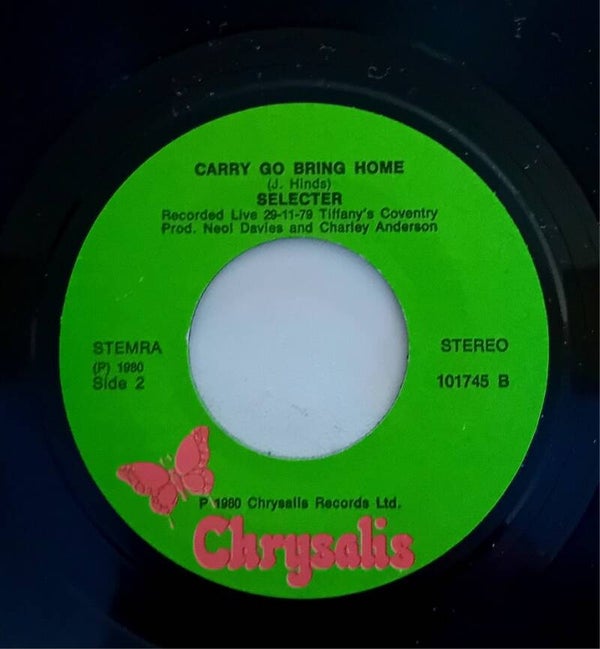 CARRY GO BRING HOME
(J. Hinds)
SELECTER
Recorded Live 29-11-79 Tiffany's Coventry
Prod. Neol Davies and Charley Anderson
STEMRA
(P) 1980
Side 2
STEREO
101745 B
P 1980 Chrysalis Records Ltd.
Chrysalis